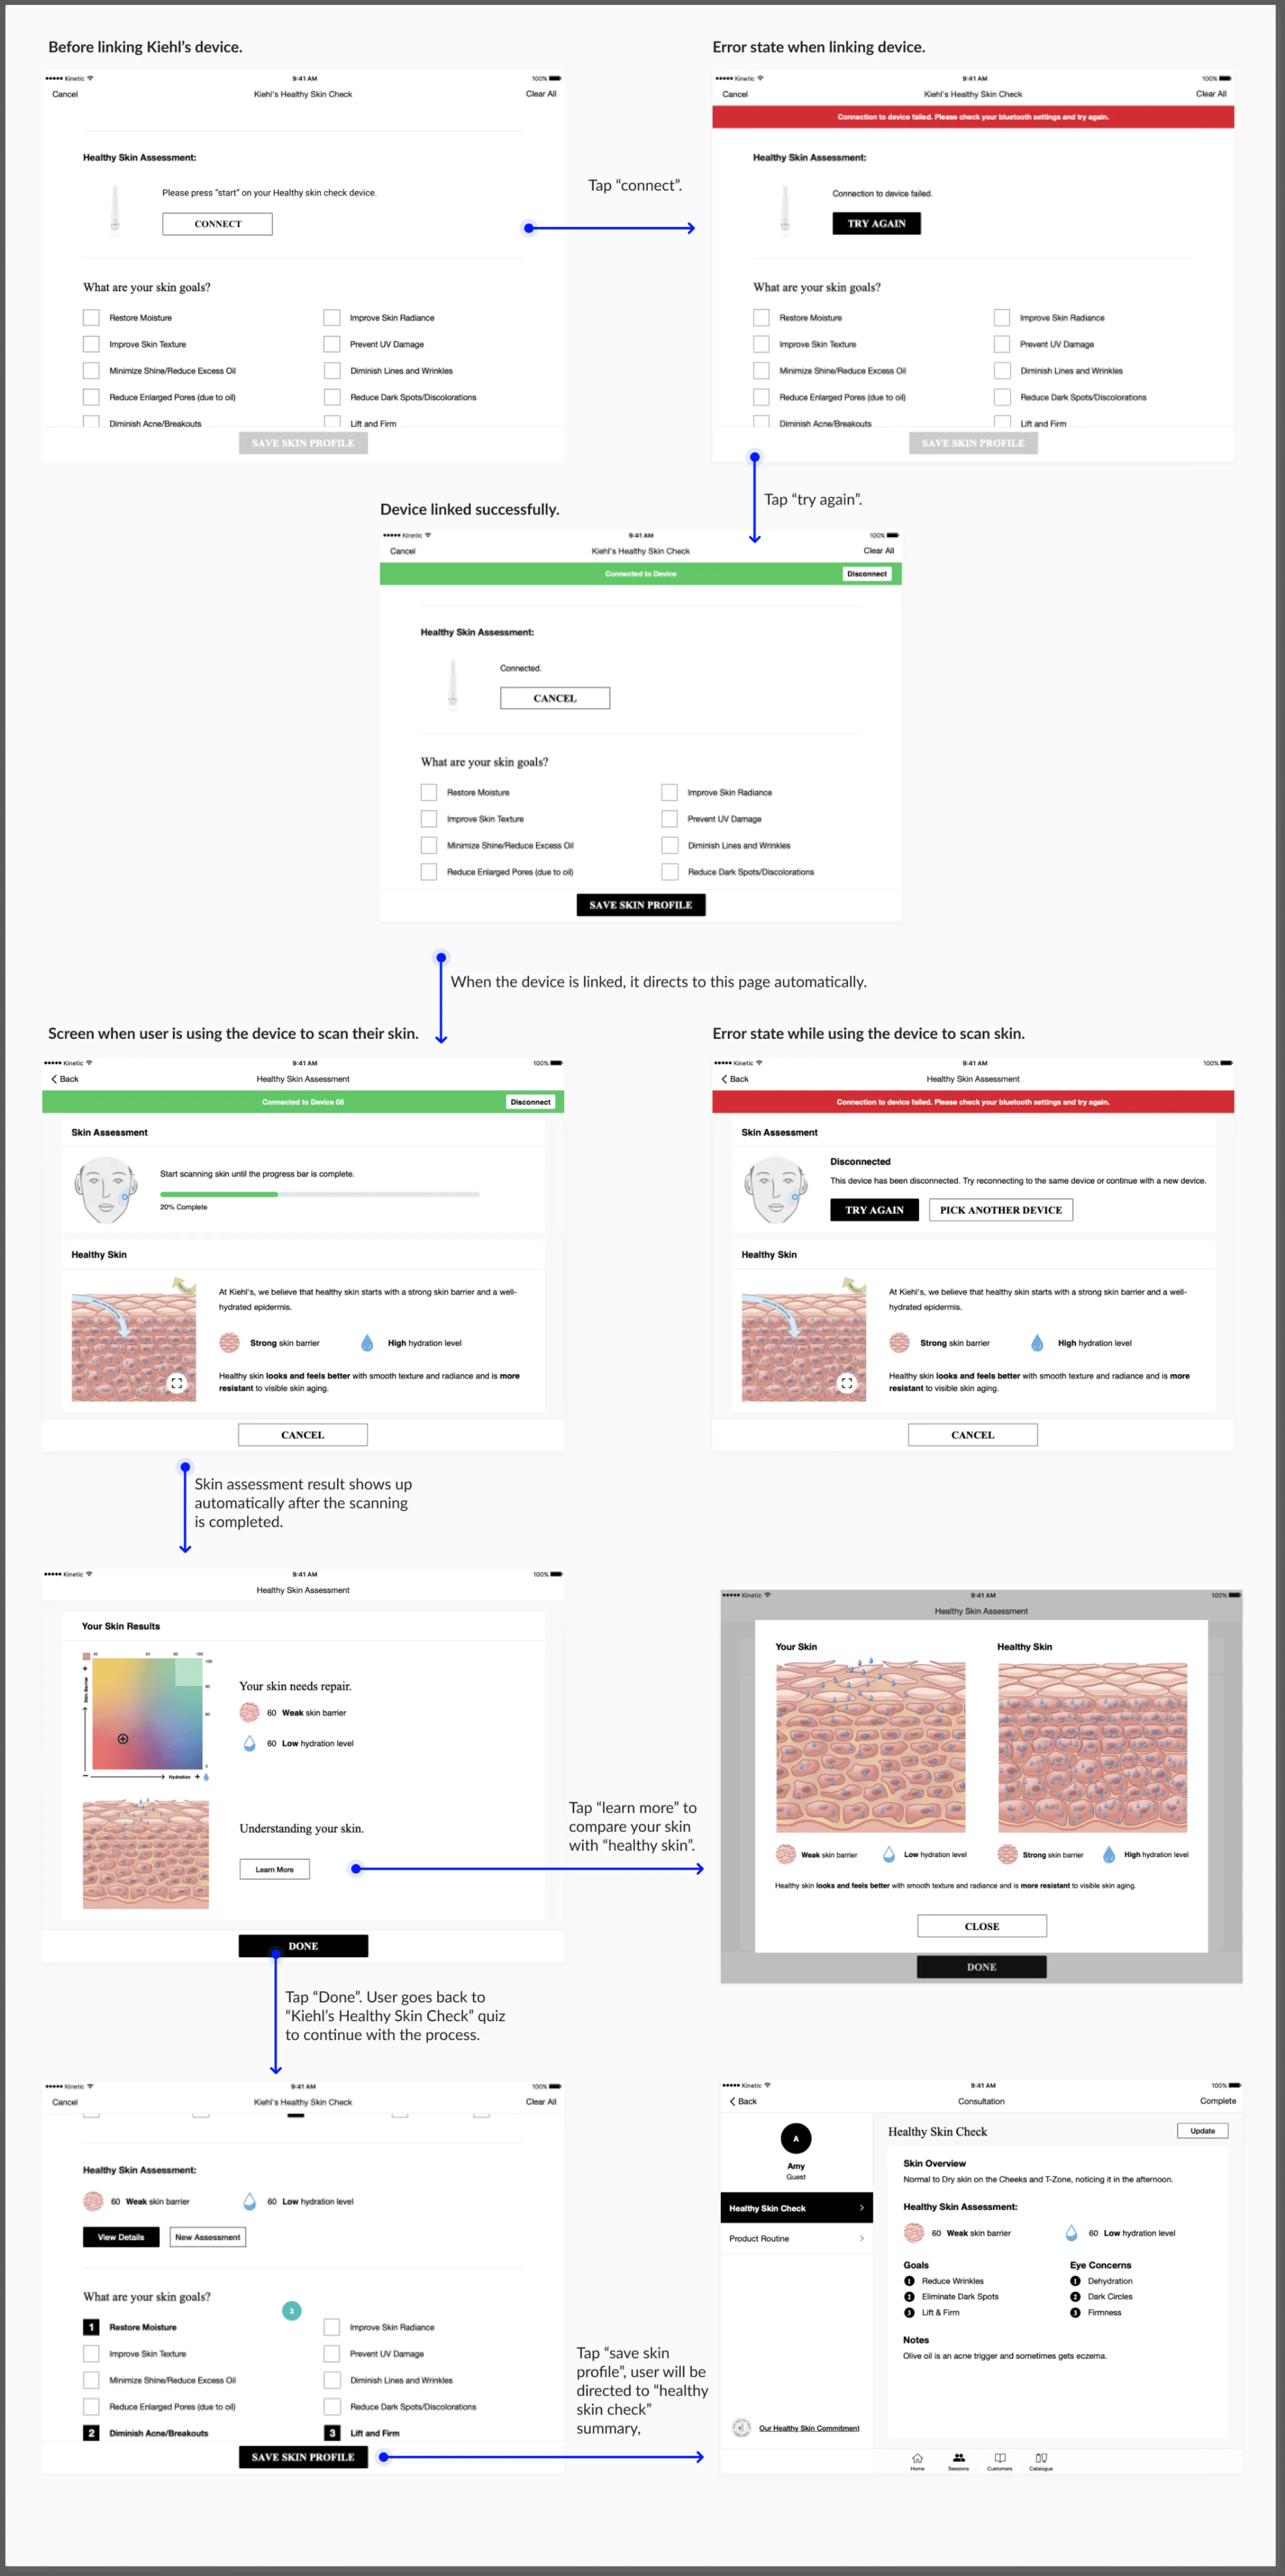 Before linking Kiehl's device.
Error state when linking device.
••••• Kinetic
9:41 AM
100%
Cancel
Kiehl's Healthy Skin Check
Clear All
Healthy Skin Assessment:
Please press "start" on your Healthy skin check device.
CONNECT
What are your skin goals?
Restore Moisture
Improve Skin Radiance
Improve Skin Texture
Prevent UV Damage
Minimize Shine/Reduce Excess Oil
Diminish Lines and Wrinkles
Reduce Enlarged Pores (due to oil)
Reduce Dark Spots/Discolorations
Diminish Acne/Breakouts
Lift and Firm
SAVE SKIN PROFILE
Tap "connect".
••••• Kinetic
9:41 AM
100%
Cancel
Kiehl's Healthy Skin Check
Clear All
Connection to device failed. Please check your bluetooth settings and try again.
Healthy Skin Assessment:
Connection to device failed.
TRY AGAIN
What are your skin goals?
Restore Moisture
Improve Skin Radiance
Improve Skin Texture
Prevent UV Damage
Minimize Shine/Reduce Excess Oil
Diminish Lines and Wrinkles
Reduce Enlarged Pores (due to oil)
Reduce Dark Spots/Discolorations
Diminish Acne/Breakouts
Lift and Firm
SAVE SKIN PROFILE
Tap "try again".
Device linked successfully.
••••• Kinetic
9:41 AM
100%
Cancel
Kiehl's Healthy Skin Check
Clear All
Connected to Device
Disconnect
Healthy Skin Assessment:
Connected.
CANCEL
What are your skin goals?
Restore Moisture
Improve Skin Radiance
Improve Skin Texture
Prevent UV Damage
Minimize Shine/Reduce Excess Oil
Diminish Lines and Wrinkles
Reduce Enlarged Pores (due to oil)
Reduce Dark Spots/Discolorations
SAVE SKIN PROFILE
When the device is linked, it directs to this page automatically.
Screen when user is using the device to scan their skin.
Error state while using the device to scan skin.
••••• Kinetic
9:41 AM
100%
Back
Healthy Skin Assessment
Connected to Device 05
Disconnect
Skin Assessment
Start scanning skin until the progress bar is complete.
20% Complete
Healthy Skin
At Kiehl's, we believe that healthy skin starts with a strong skin barrier and a well-
hydrated epidermis.
Strong skin barrier
High hydration level
Healthy skin looks and feels better with smooth texture and radiance and is more
resistant to visible skin aging.
CANCEL
••••• Kinetic
9:41 AM
100%
Back
Healthy Skin Assessment
Connection to device failed. Please check your bluetooth settings and try again.
Skin Assessment
Disconnected
This device has been disconnected. Try reconnecting to the same device or continue with a new device.
TRY AGAIN
PICK ANOTHER DEVICE
Healthy Skin
At Kiehl's, we believe that healthy skin starts with a strong skin barrier and a well-
hydrated epidermis.
Strong skin barrier
High hydration level
Healthy skin looks and feels better with smooth texture and radiance and is more
resistant to visible skin aging.
CANCEL
Skin assessment result shows up
automatically after the scanning
is completed.
••••• Kinetic
9:41 AM
100%
Healthy Skin Assessment
Your Skin Results
100
Skin Barrier
Hydration
Your skin needs repair.
60 Weak skin barrier
60 Low hydration level
Understanding your skin.
Learn More
DONE
Tap "learn more" to
compare your skin
with "healthy skin".
••••• Kinetic
9:41 AM
100%
Healthy Skin Assessment
Your Skin
Healthy Skin
Weak skin barrier
Low hydration level
Strong skin barrier
High hydration level
Healthy skin looks and feels better with smooth texture and radiance and is more resistant to visible skin aging.
CLOSE
DONE
Tap "Done". User goes back to
"Kiehl's Healthy Skin Check" quiz
to continue with the process.
••••• Kinetic
9:41 AM
100%
Cancel
Kiehl's Healthy Skin Check
Clear All
Healthy Skin Assessment:
60 Weak skin barrier
60 Low hydration level
View Details
New Assessment
What are your skin goals?
1 Restore Moisture
Improve Skin Radiance
Improve Skin Texture
Prevent UV Damage
Minimize Shine/Reduce Excess Oil
Diminish Lines and Wrinkles
Reduce Enlarged Pores (due to oil)
Reduce Dark Spots/Discolorations
2 Diminish Acne/Breakouts
3 Lift and Firm
SAVE SKIN PROFILE
Tap "save skin
profile", user will be
directed to "healthy
skin check"
summary,
••••• Kinetic
9:41 AM
100%
Back
Consultation
Complete
A
Amy
Guest
Healthy Skin Check
Product Routine
Our Healthy Skin Commitment
Healthy Skin Check
Update
Skin Overview
Normal to Dry skin on the Cheeks and T-Zone, noticing it in the afternoon.
Healthy Skin Assessment:
60 Weak skin barrier
60 Low hydration level
Goals
1 Reduce Wrinkles
2 Eliminate Dark Spots
3 Lift & Firm
Eye Concerns
1 Dehydration
2 Dark Circles
3 Firmness
Notes
Olive oil is an acne trigger and sometimes gets eczema.
Home
Sessions
Customers
Catalogue